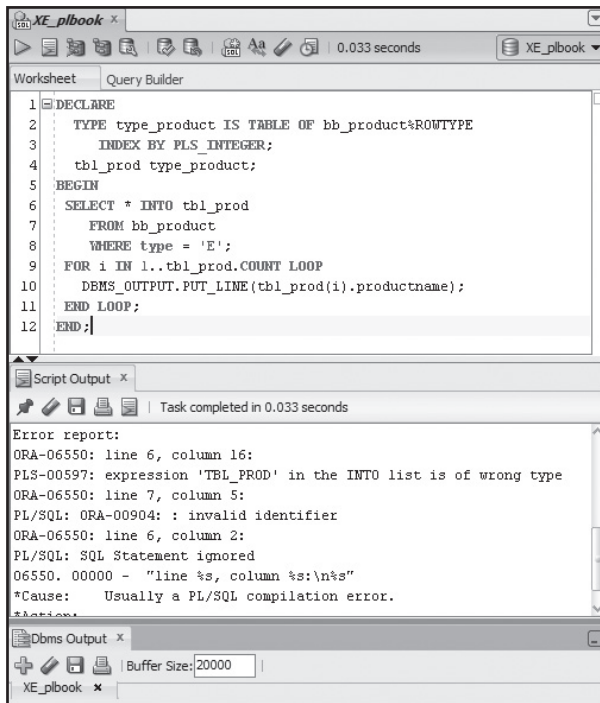 XE_plbook
SQL
Aa
0.033 seconds
XE_plbook
Worksheet Query Builder
1 DECLARE
2 TYPE type_product IS TABLE OF bb_product%ROWTYPE
3 INDEX BY PLS_INTEGER;
4 tbl_prod type_product;
5 BEGIN
6 SELECT * INTO tbl_prod
7 FROM bb_product
8 WHERE type = 'E';
9 FOR i IN 1..tbl_prod.COUNT LOOP
10 DBMS_OUTPUT.PUT_LINE(tbl_prod(i).productname);
11 END LOOP;
12 END;
Script Output
Task completed in 0.033 seconds
Error report:
ORA-06550: line 6, column 16:
PLS-00597: expression 'TBL_PROD' in the INTO list is of wrong type
ORA-06550: line 7, column 5:
PL/SQL: ORA-00904: : invalid identifier
ORA-06550: line 6, column 2:
PL/SQL: SQL Statement ignored
06550. 00000 - "line %s, column %s:\n%s"
*Cause: Usually a PL/SQL compilation error.
*Action:
Dbms Output
Buffer Size: 20000
XE_plbook